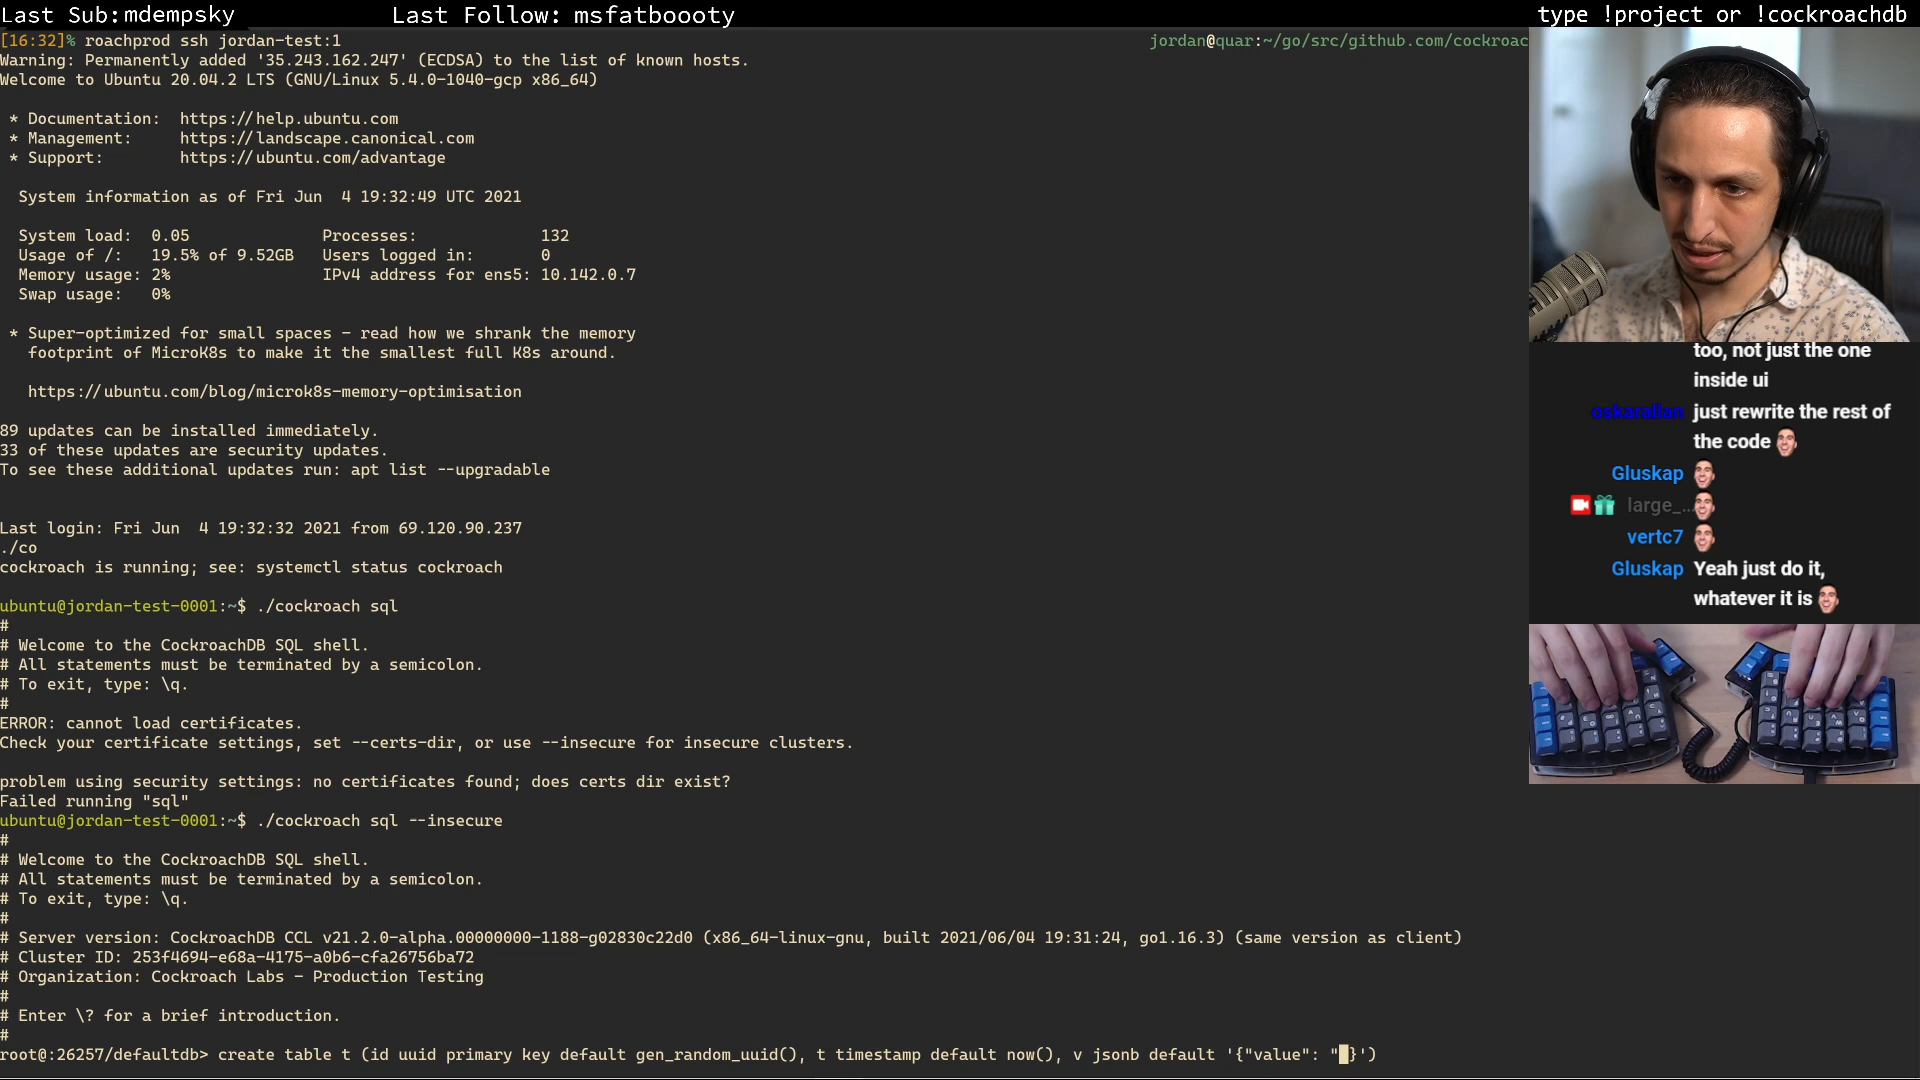 Last Sub:mdempsky
Last Follow: msfatboooty
type !project or !cockroachdb
[16:32]% roachprod ssh jordan-test:1
jordan@quar:~/go/src/github.com/cockroac
Warning: Permanently added '35.243.162.247' (ECDSA) to the list of known hosts.
Welcome to Ubuntu 20.04.2 LTS (GNU/Linux 5.4.0-1040-gcp x86_64)
* Documentation: https://help.ubuntu.com
* Management: https://landscape.canonical.com
* Support: https://ubuntu.com/advantage
System information as of Fri Jun 4 19:32:49 UTC 2021
System load: 0.05 Processes: 132
Usage of /: 19.5% of 9.52GB Users logged in: 0
Memory usage: 2% IPv4 address for ens5: 10.142.0.7
Swap usage: 0%
* Super-optimized for small spaces - read how we shrank the memory
footprint of MicroK8s to make it the smallest full K8s around.
https://ubuntu.com/blog/microk8s-memory-optimisation
89 updates can be installed immediately.
33 of these updates are security updates.
To see these additional updates run: apt list --upgradable
Last login: Fri Jun 4 19:32:32 2021 from 69.120.90.237
./co
cockroach is running; see: systemctl status cockroach
ubuntu@jordan-test-0001:~$ ./cockroach sql
#
# Welcome to the CockroachDB SQL shell.
# All statements must be terminated by a semicolon.
# To exit, type: \q.
#
ERROR: cannot load certificates.
Check your certificate settings, set --certs-dir, or use --insecure for insecure clusters.
problem using security settings: no certificates found; does certs dir exist?
Failed running "sql"
ubuntu@jordan-test-0001:~$ ./cockroach sql --insecure
#
# Welcome to the CockroachDB SQL shell.
# All statements must be terminated by a semicolon.
# To exit, type: \q.
#
# Server version: CockroachDB CCL v21.2.0-alpha.00000000-1188-g02830c22d0 (x86_64-linux-gnu, built 2021/06/04 19:31:24, go1.16.3) (same version as client)
# Cluster ID: 253f4694-e68a-4175-a0b6-cfa26756ba72
# Organization: Cockroach Labs - Production Testing
#
# Enter \? for a brief introduction.
#
root@:26257/defaultdb> create table t (id uuid primary key default gen_random_uuid(), t timestamp default now(), v jsonb default '{"value": "}')
too, not just the one
inside ui
oskarallan just rewrite the rest of
the code
Gluskap
large_...
vertc7
Gluskap Yeah just do it,
whatever it is